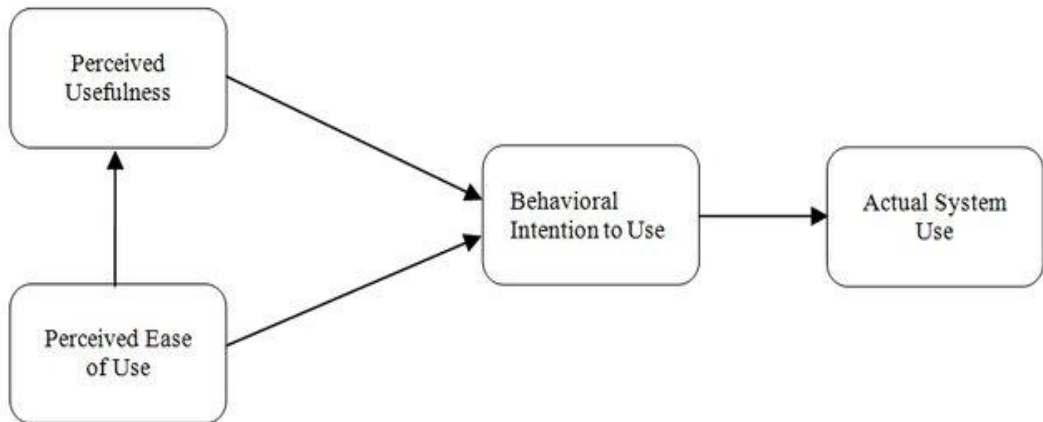 Perceived
Usefulness
Behavioral
Intention to Use
Actual System
Use
Perceived Ease
of Use